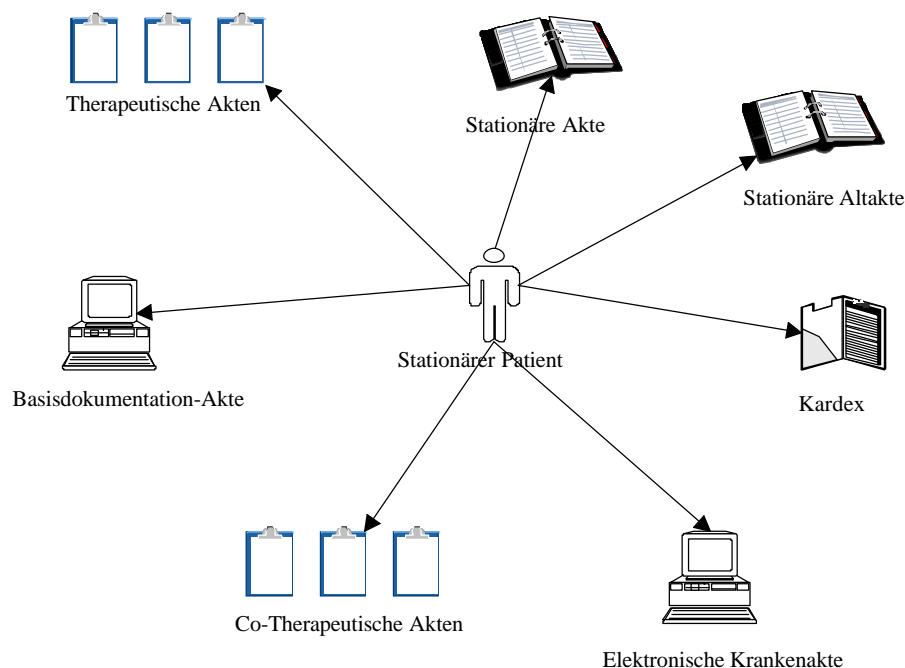 Therapeutische Akten
Stationäre Akte
Stationäre Altakte
Stationärer Patient
Basisdokumentation-Akte
Kardex
Co-Therapeutische Akten
Elektronische Krankenakte